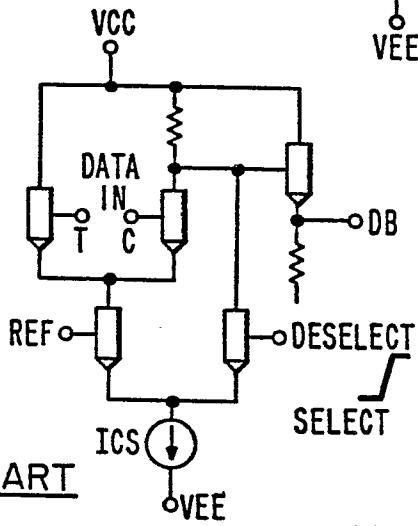 VCC
VEE
DATA
IN
T
C
DB
REF
DESELECT
SELECT
ICS
ART
VEE